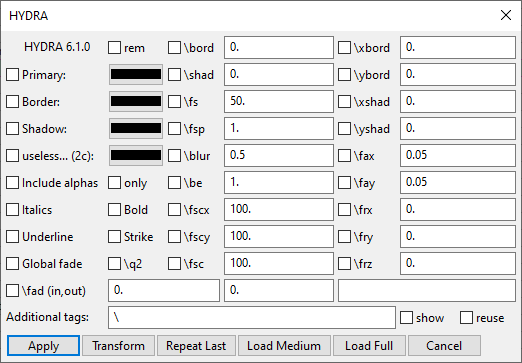 HYDRA
HYDRA 6.1.0 rem \bord 0. \xbord 0.
Primary: \shad 0. \ybord 0.
Border: \fs 50. \xshad 0.
Shadow: \fsp 1. \yshad 0.
useless... (2c): \blur 0.5 \fax 0.05
Include alphas only \be 1. \fay 0.05
Italics Bold \fscx 100. \frx 0.
Underline Strike \fscy 100. \fry 0.
Global fade \q2 \fsc 100. \frz 0.
\fad (in,out) 0. 0.
Additional tags: \ show reuse
Apply Transform Repeat Last Load Medium Load Full Cancel